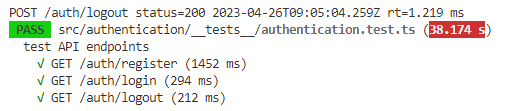 POST /auth/logout status=200 2023-04-26T09:05:04.259Z rt=1.219 ms
PASS src/authentication/__tests__/authentication.test.ts (38.174 s)
test API endpoints
√ GET /auth/register (1452 ms)
√ GET /auth/login (294 ms)
√ GET /auth/logout (212 ms)